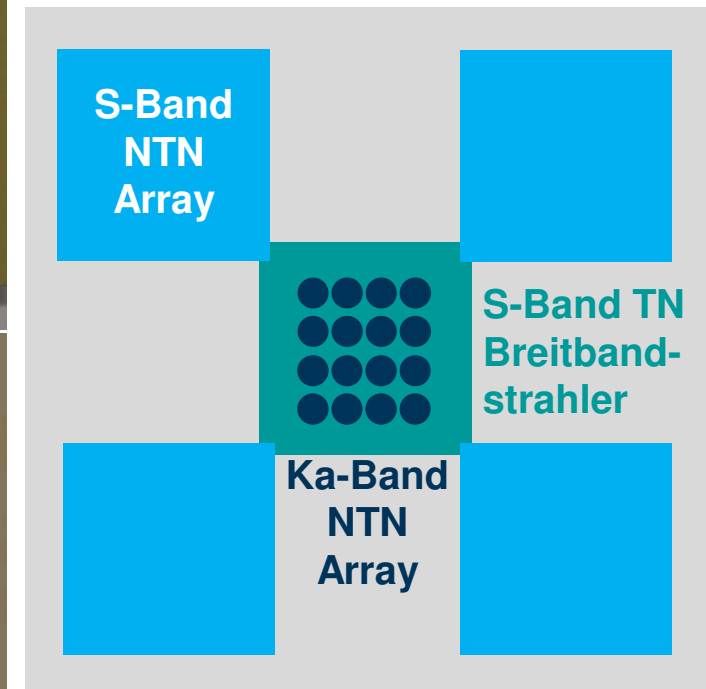 S-Band
NTN
Array
S-Band TN
Breitband-
strahler
Ka-Band
NTN
Array